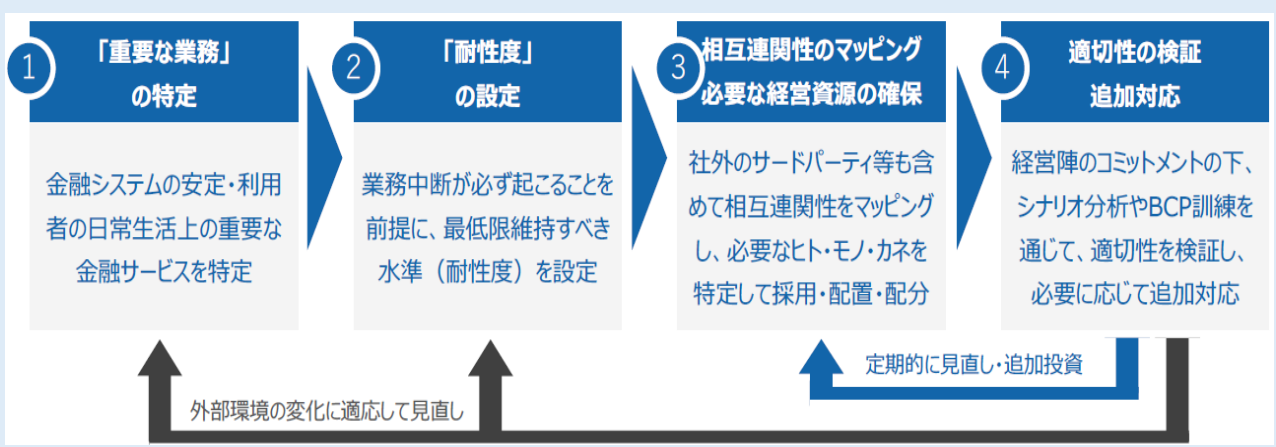 1
「重要な業務」
の特定
金融システムの安定・利用
者の日常生活上の重要な
金融サービスを特定
2
「耐性度」
の設定
業務中断が必ず起こることを
前提に、最低限維持すべき
水準（耐性度）を設定
3
相互連関性のマッピング
必要な経営資源の確保
社外のサードパーティ等も含
めて相互連関性をマッピング
し、必要なヒト・モノ・カネを
特定して採用・配置・配分
4
適切性の検証
追加対応
経営陣のコミットメントの下、
シナリオ分析やBCP訓練を
通じて、適切性を検証し、
必要に応じて追加対応
定期的に見直し・追加投資
外部環境の変化に適応して見直し